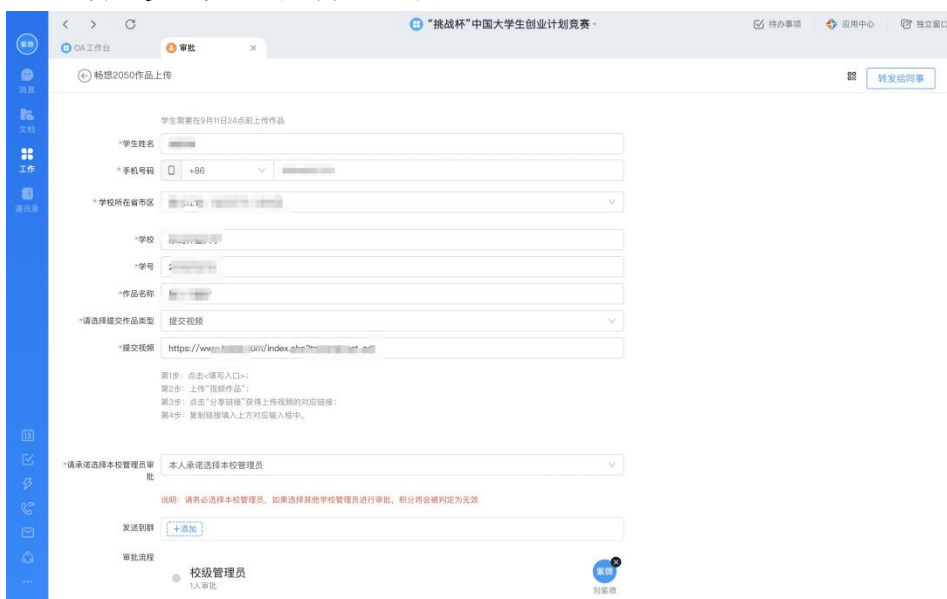 “挑战杯”中国大学生创业计划竞赛
待办事项
应用中心
独立窗口
紫薇
OA工作台
审批
消息
畅想2050作品上传
转发给同事
文档
学生需要在9月11日24点前上传作品
*学生姓名
工作
*手机号码
+86
通讯录
*学校所在省市区
*学校
*学号
*作品名称
*请选择提交作品类型
提交视频
*提交视频
第1步：点击<填写入口>;
第2步：上传“视频作品”;
第3步：点击“分享链接”获得上传视频的对应链接;
第4步：复制链接填入上方对应输入框中。
13
*请承诺选择本校管理员审批
本人承诺选择本校管理员
说明：请务必选择本校管理员，如果选择其他学校管理员进行审批，积分将会被判定为无效
发送到群
+添加
审批流程
校级管理员
1人审批
紫薇
刘紫薇